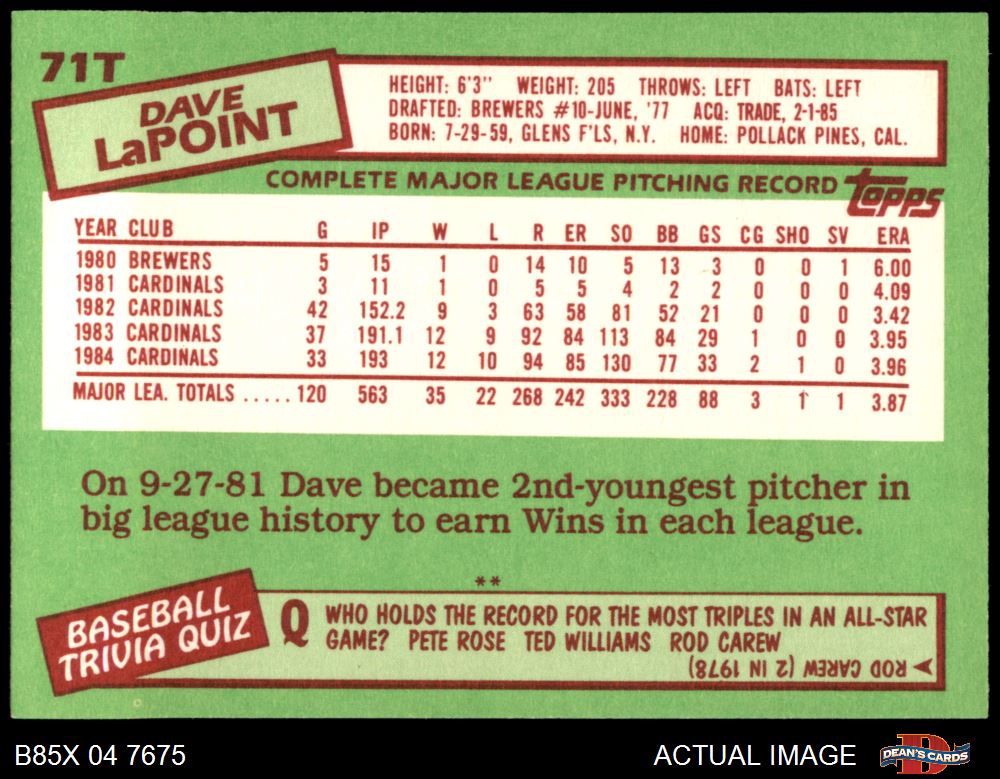 71T
DAVE
LaPOINT
HEIGHT: 6'3" WEIGHT: 205 THROWS: LEFT BATS: LEFT
DRAFTED: BREWERS #10-JUNE, '77 ACQ: TRADE, 2-1-85
BORN: 7-29-59, GLENS F'LS, N.Y. HOME: POLLACK PINES, CAL.
COMPLETE MAJOR LEAGUE PITCHING RECORD
TOPPS
YEAR CLUB G IP W L R ER SO BB GS CG SHO SV ERA
1980 BREWERS 5 15 1 0 14 10 5 13 3 0 0 1 6.00
1981 CARDINALS 3 11 1 0 5 5 4 2 2 0 0 0 4.09
1982 CARDINALS 42 152.2 9 3 63 58 81 52 21 0 0 0 3.42
1983 CARDINALS 37 191.1 12 9 92 84 113 84 29 1 0 0 3.95
1984 CARDINALS 33 193 12 10 94 85 130 77 33 2 1 0 3.96
MAJOR LEA. TOTALS ..... 120 563 35 22 268 242 333 228 88 3 1 1 3.87
On 9-27-81 Dave became 2nd-youngest pitcher in
big league history to earn Wins in each league.
**
BASEBALL
TRIVIA QUIZ
Q WHO HOLDS THE RECORD FOR THE MOST TRIPLES IN AN ALL-STAR
GAME? PETE ROSE TED WILLIAMS ROD CAREW
ROD CAREW (2 IN 1978)
B85X 04 7675
ACTUAL IMAGE
DEAN'S CARDS